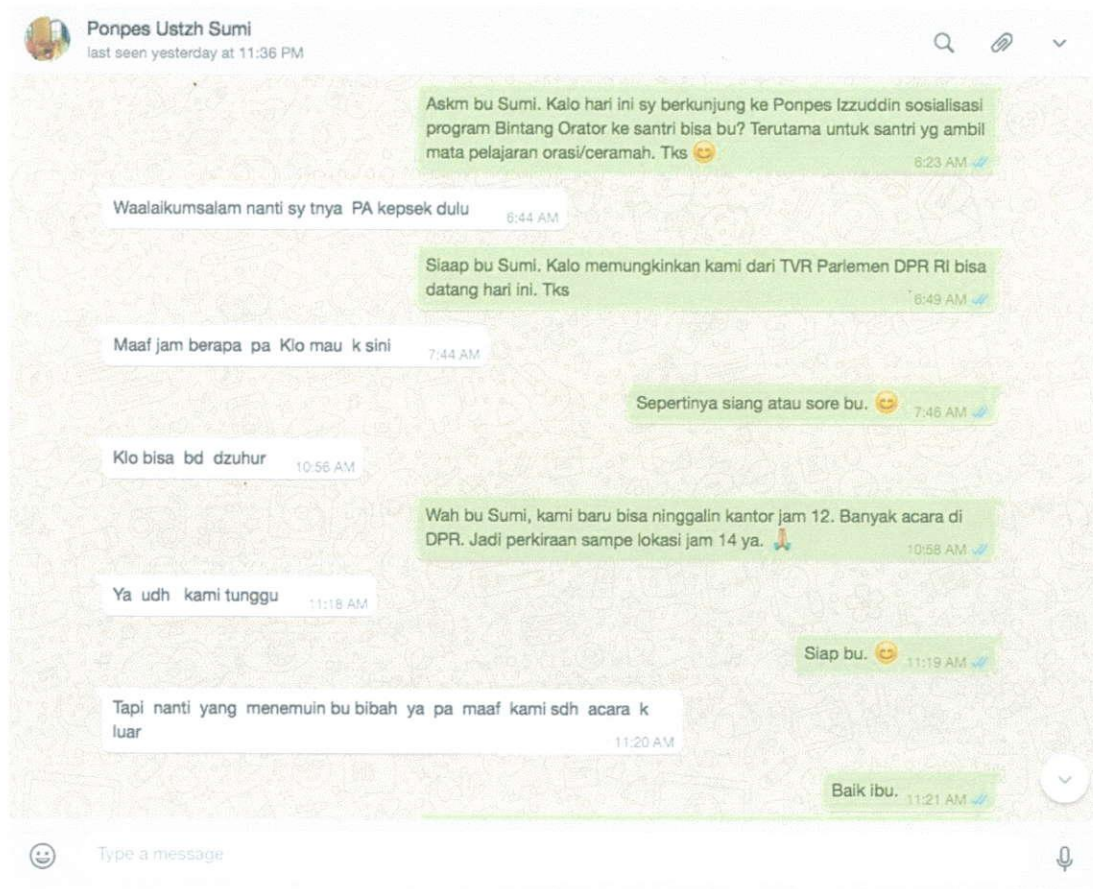 Ponpes Ustzh Sumi
last seen yesterday at 11:36 PM
Askm bu Sumi. Kalo hari ini sy berkunjung ke Ponpes Izzuddin sosialisasi
program Bintang Orator ke santri bisa bu? Terutama untuk santri yg ambil
mata pelajaran orasi/ceramah. Tks 😊
6:23 AM
Waalaikumsalam nanti sy tnya PA kepsek dulu
6:44 AM
Siaap bu Sumi. Kalo memungkinkan kami dari TVR Parlemen DPR RI bisa
datang hari ini. Tks
6:49 AM
Maaf jam berapa pa Klo mau k sini
7:44 AM
Sepertinya siang atau sore bu. 😊
7:46 AM
Klo bisa bd dzuhur
10:56 AM
Wah bu Sumi, kami baru bisa ninggalin kantor jam 12. Banyak acara di
DPR. Jadi perkiraan sampe lokasi jam 14 ya. 🙏
10:58 AM
Ya udh kami tunggu
11:18 AM
Siap bu. 😊
11:19 AM
Tapi nanti yang menemuin bu bibah ya pa maaf kami sdh acara k
luar
11:20 AM
Baik ibu.
11:21 AM
Type a message